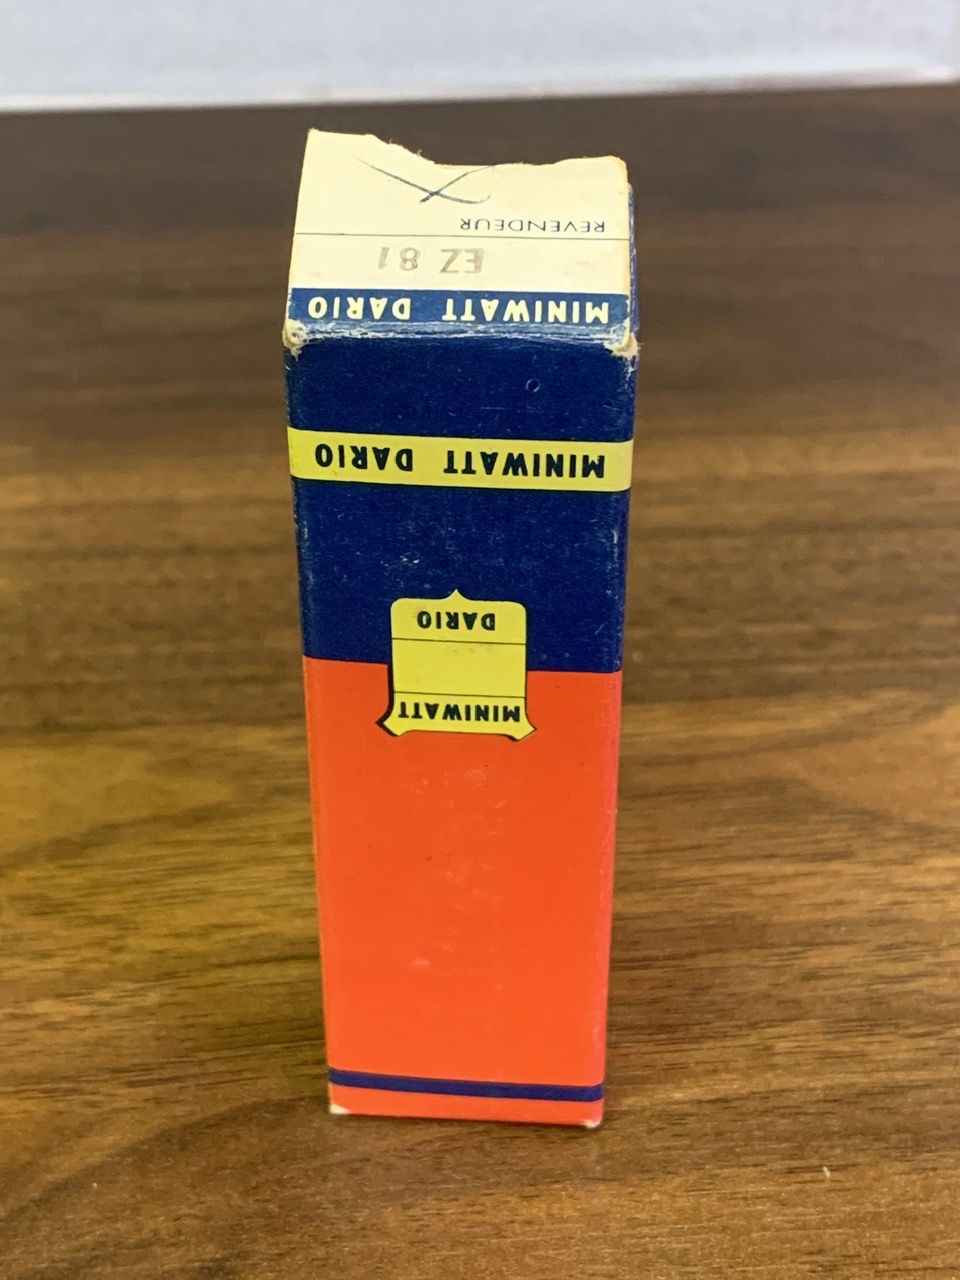 MINIWATT
DARIO
MINIWATT DARIO
MINIWATT DARIO
EZ 81
REVENDEUR